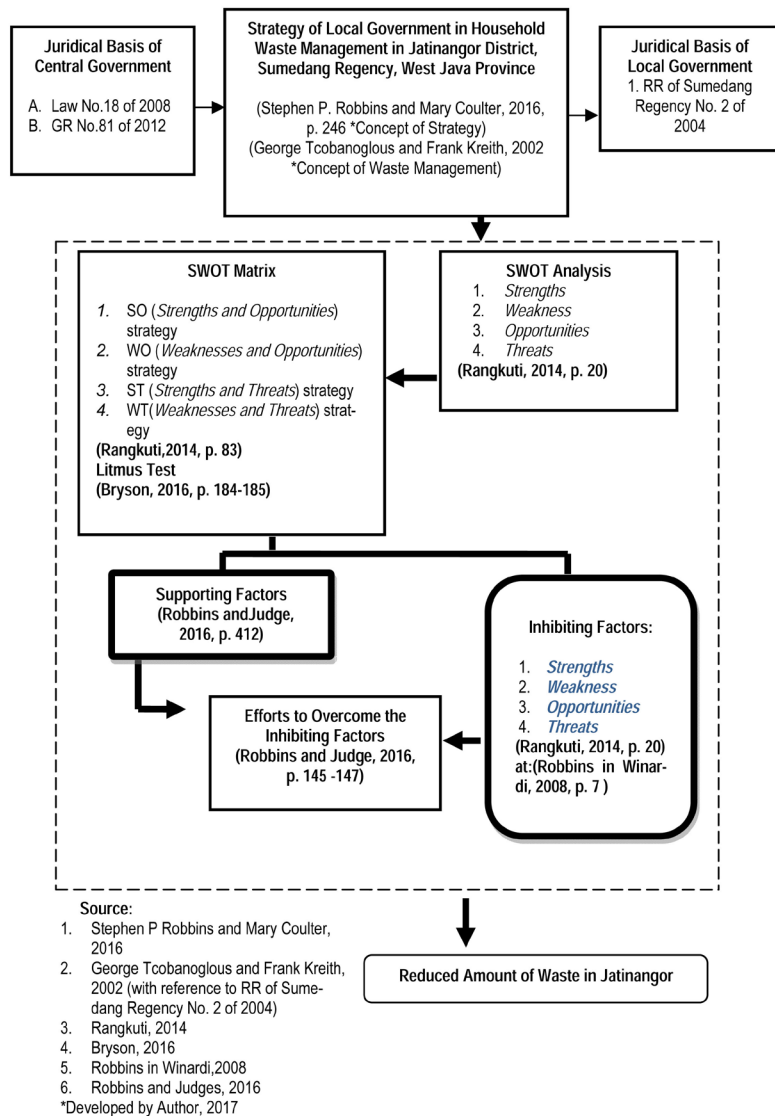 Juridical Basis of
Central Government
A. Law No.18 of 2008
B. GR No.81 of 2012
Strategy of Local Government in Household
Waste Management in Jatinangor District,
Sumedang Regency, West Java Province
(Stephen P. Robbins and Mary Coulter, 2016,
p. 246 *Concept of Strategy)
(George Tcobanoglous and Frank Kreith, 2002
*Concept of Waste Management)
Juridical Basis of
Local Government
1. RR of Sumedang
Regency No. 2 of
2004
SWOT Matrix
1. SO (Strengths and Opportunities)
strategy
2. WO (Weaknesses and Opportunities)
strategy
3. ST (Strengths and Threats) strategy
4. WT(Weaknesses and Threats) strat-
egy
(Rangkuti,2014, p. 83)
Litmus Test
(Bryson, 2016, p. 184-185)
SWOT Analysis
1. Strengths
2. Weakness
3. Opportunities
4. Threats
(Rangkuti, 2014, p. 20)
Supporting Factors
(Robbins andJudge,
2016, p. 412)
Inhibiting Factors:
1. Strengths
2. Weakness
3. Opportunities
4. Threats
(Rangkuti, 2014, p. 20)
at:(Robbins in Winar-
di, 2008, p. 7 )
Efforts to Overcome the
Inhibiting Factors
(Robbins and Judge, 2016,
p. 145 -147)
Source:
1. Stephen P Robbins and Mary Coulter,
2016
2. George Tcobanoglous and Frank Kreith,
2002 (with reference to RR of Sume-
dang Regency No. 2 of 2004)
3. Rangkuti, 2014
4. Bryson, 2016
5. Robbins in Winardi,2008
6. Robbins and Judges, 2016
*Developed by Author, 2017
Reduced Amount of Waste in Jatinangor